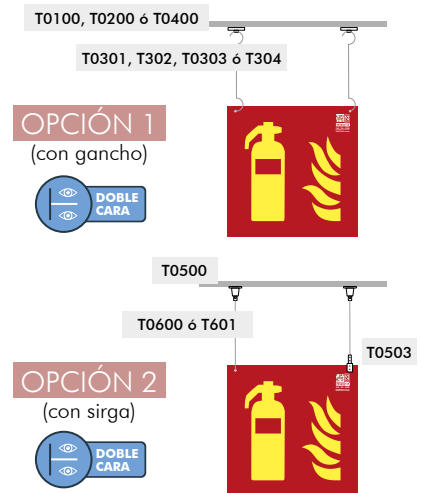 T0100, T0200 ó T0400
T0301, T302, T0303 ó T304
OPCIÓN 1
(con gancho)
DOBLE
CARA
T0500
T0600 ó T601
T0503
OPCIÓN 2
(con sirga)
DOBLE
CARA